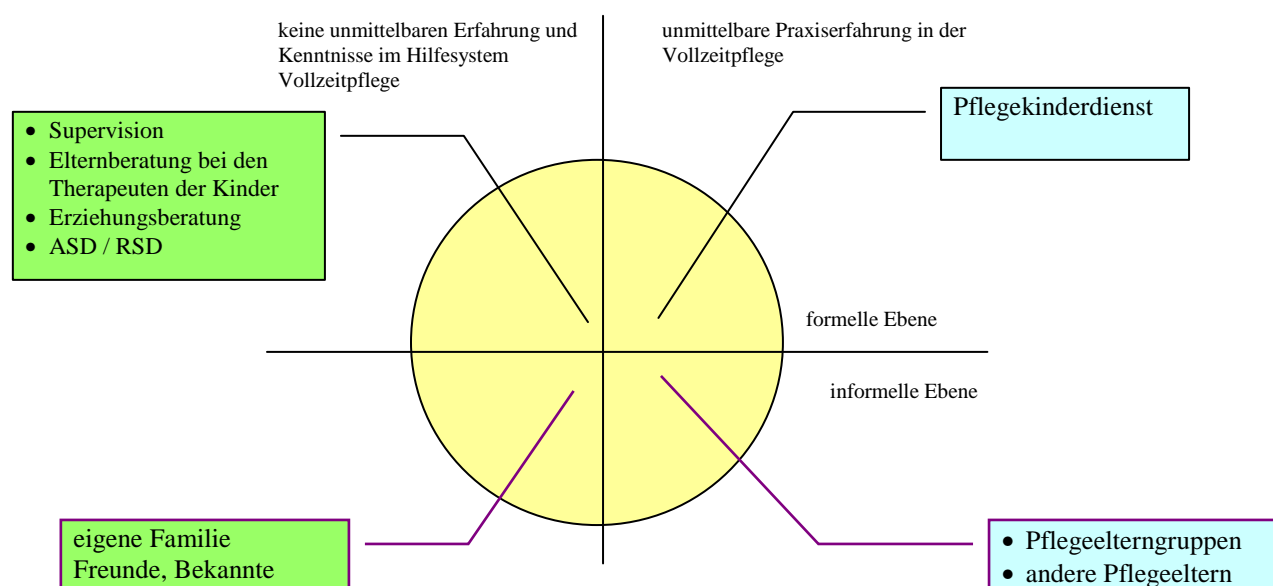 keine unmittelbaren Erfahrung und
Kenntnisse im Hilfesystem
Vollzeitpflege
unmittelbare Praxiserfahrung in der
Vollzeitpflege
• Supervision
• Elternberatung bei den
Therapeuten der Kinder
• Erziehungsberatung
• ASD / RSD
Pflegekinderdienst
formelle Ebene
informelle Ebene
eigene Familie
Freunde, Bekannte
• Pflegeelterngruppen
• andere Pflegeeltern